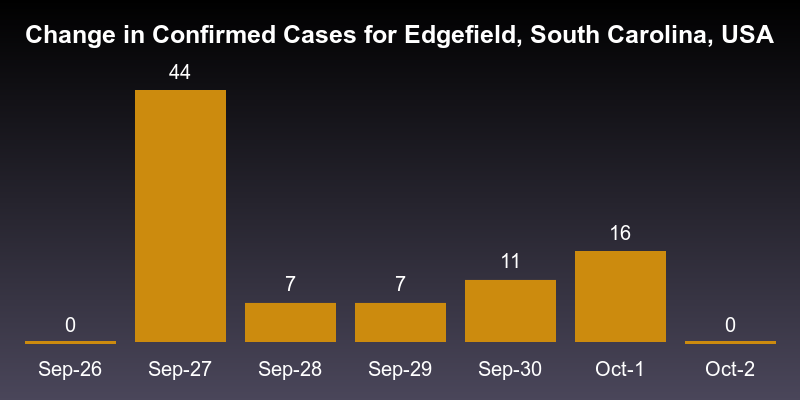 Change in Confirmed Cases for Edgefield, South Carolina, USA
44
16
11
7 7
0 0
Sep-26 Sep-27 Sep-28 Sep-29 Sep-30 Oct-1 Oct-2